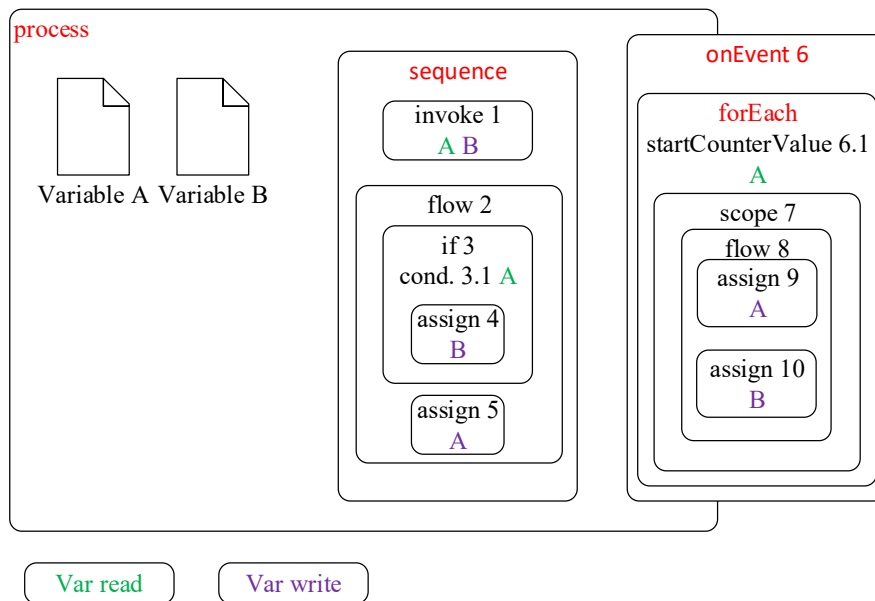 process
Variable A
Variable B
sequence
invoke 1
A B
flow 2
if 3
cond. 3.1 A
assign 4
B
assign 5
A
onEvent 6
forEach
startCounterValue 6.1
A
scope 7
flow 8
assign 9
A
assign 10
B
Var read
Var write